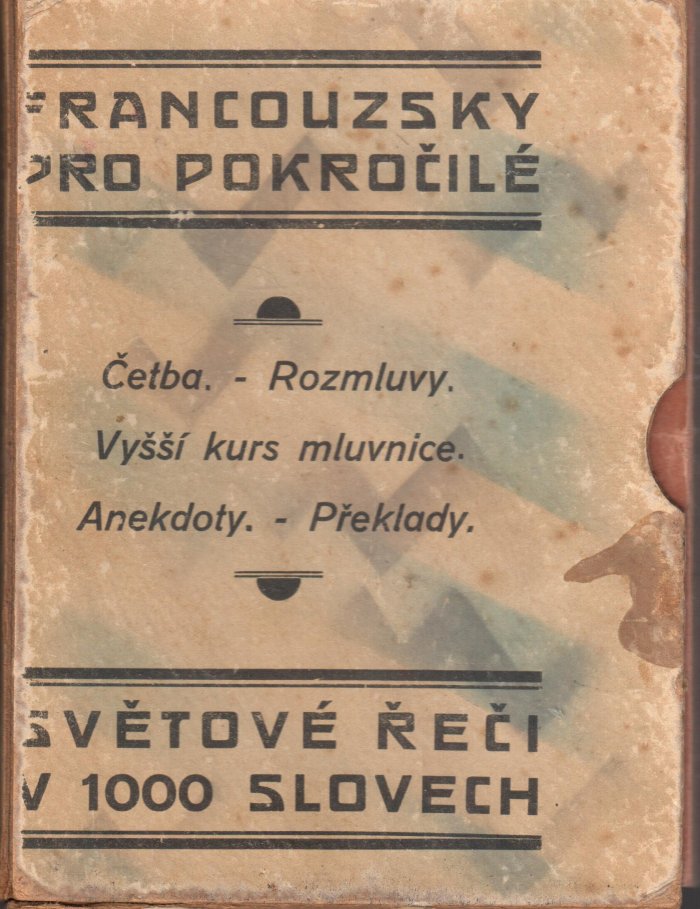 FRANCOUZSKY
PRO POKROČILÉ
Četba. - Rozmluvy.
Vyšší kurs mluvnice.
Anekdoty. - Překlady.
SVĚTOVÉ ŘEČI
V 1000 SLOVECH